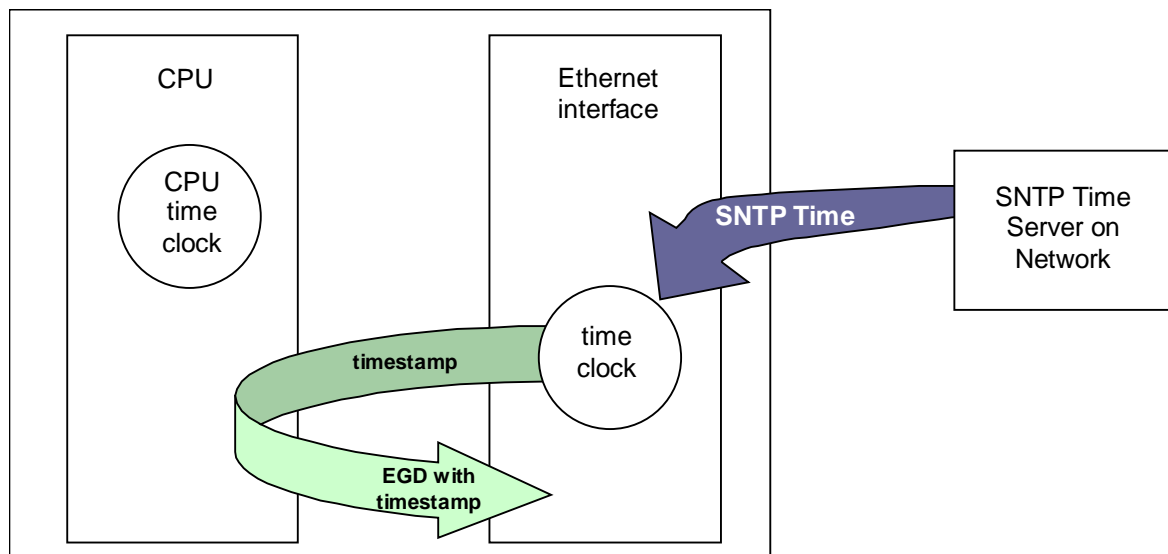 CPU
CPU
time
clock
Ethernet
interface
SNTP Time
SNTP Time
Server on
Network
time
clock
timestamp
EGD with
timestamp